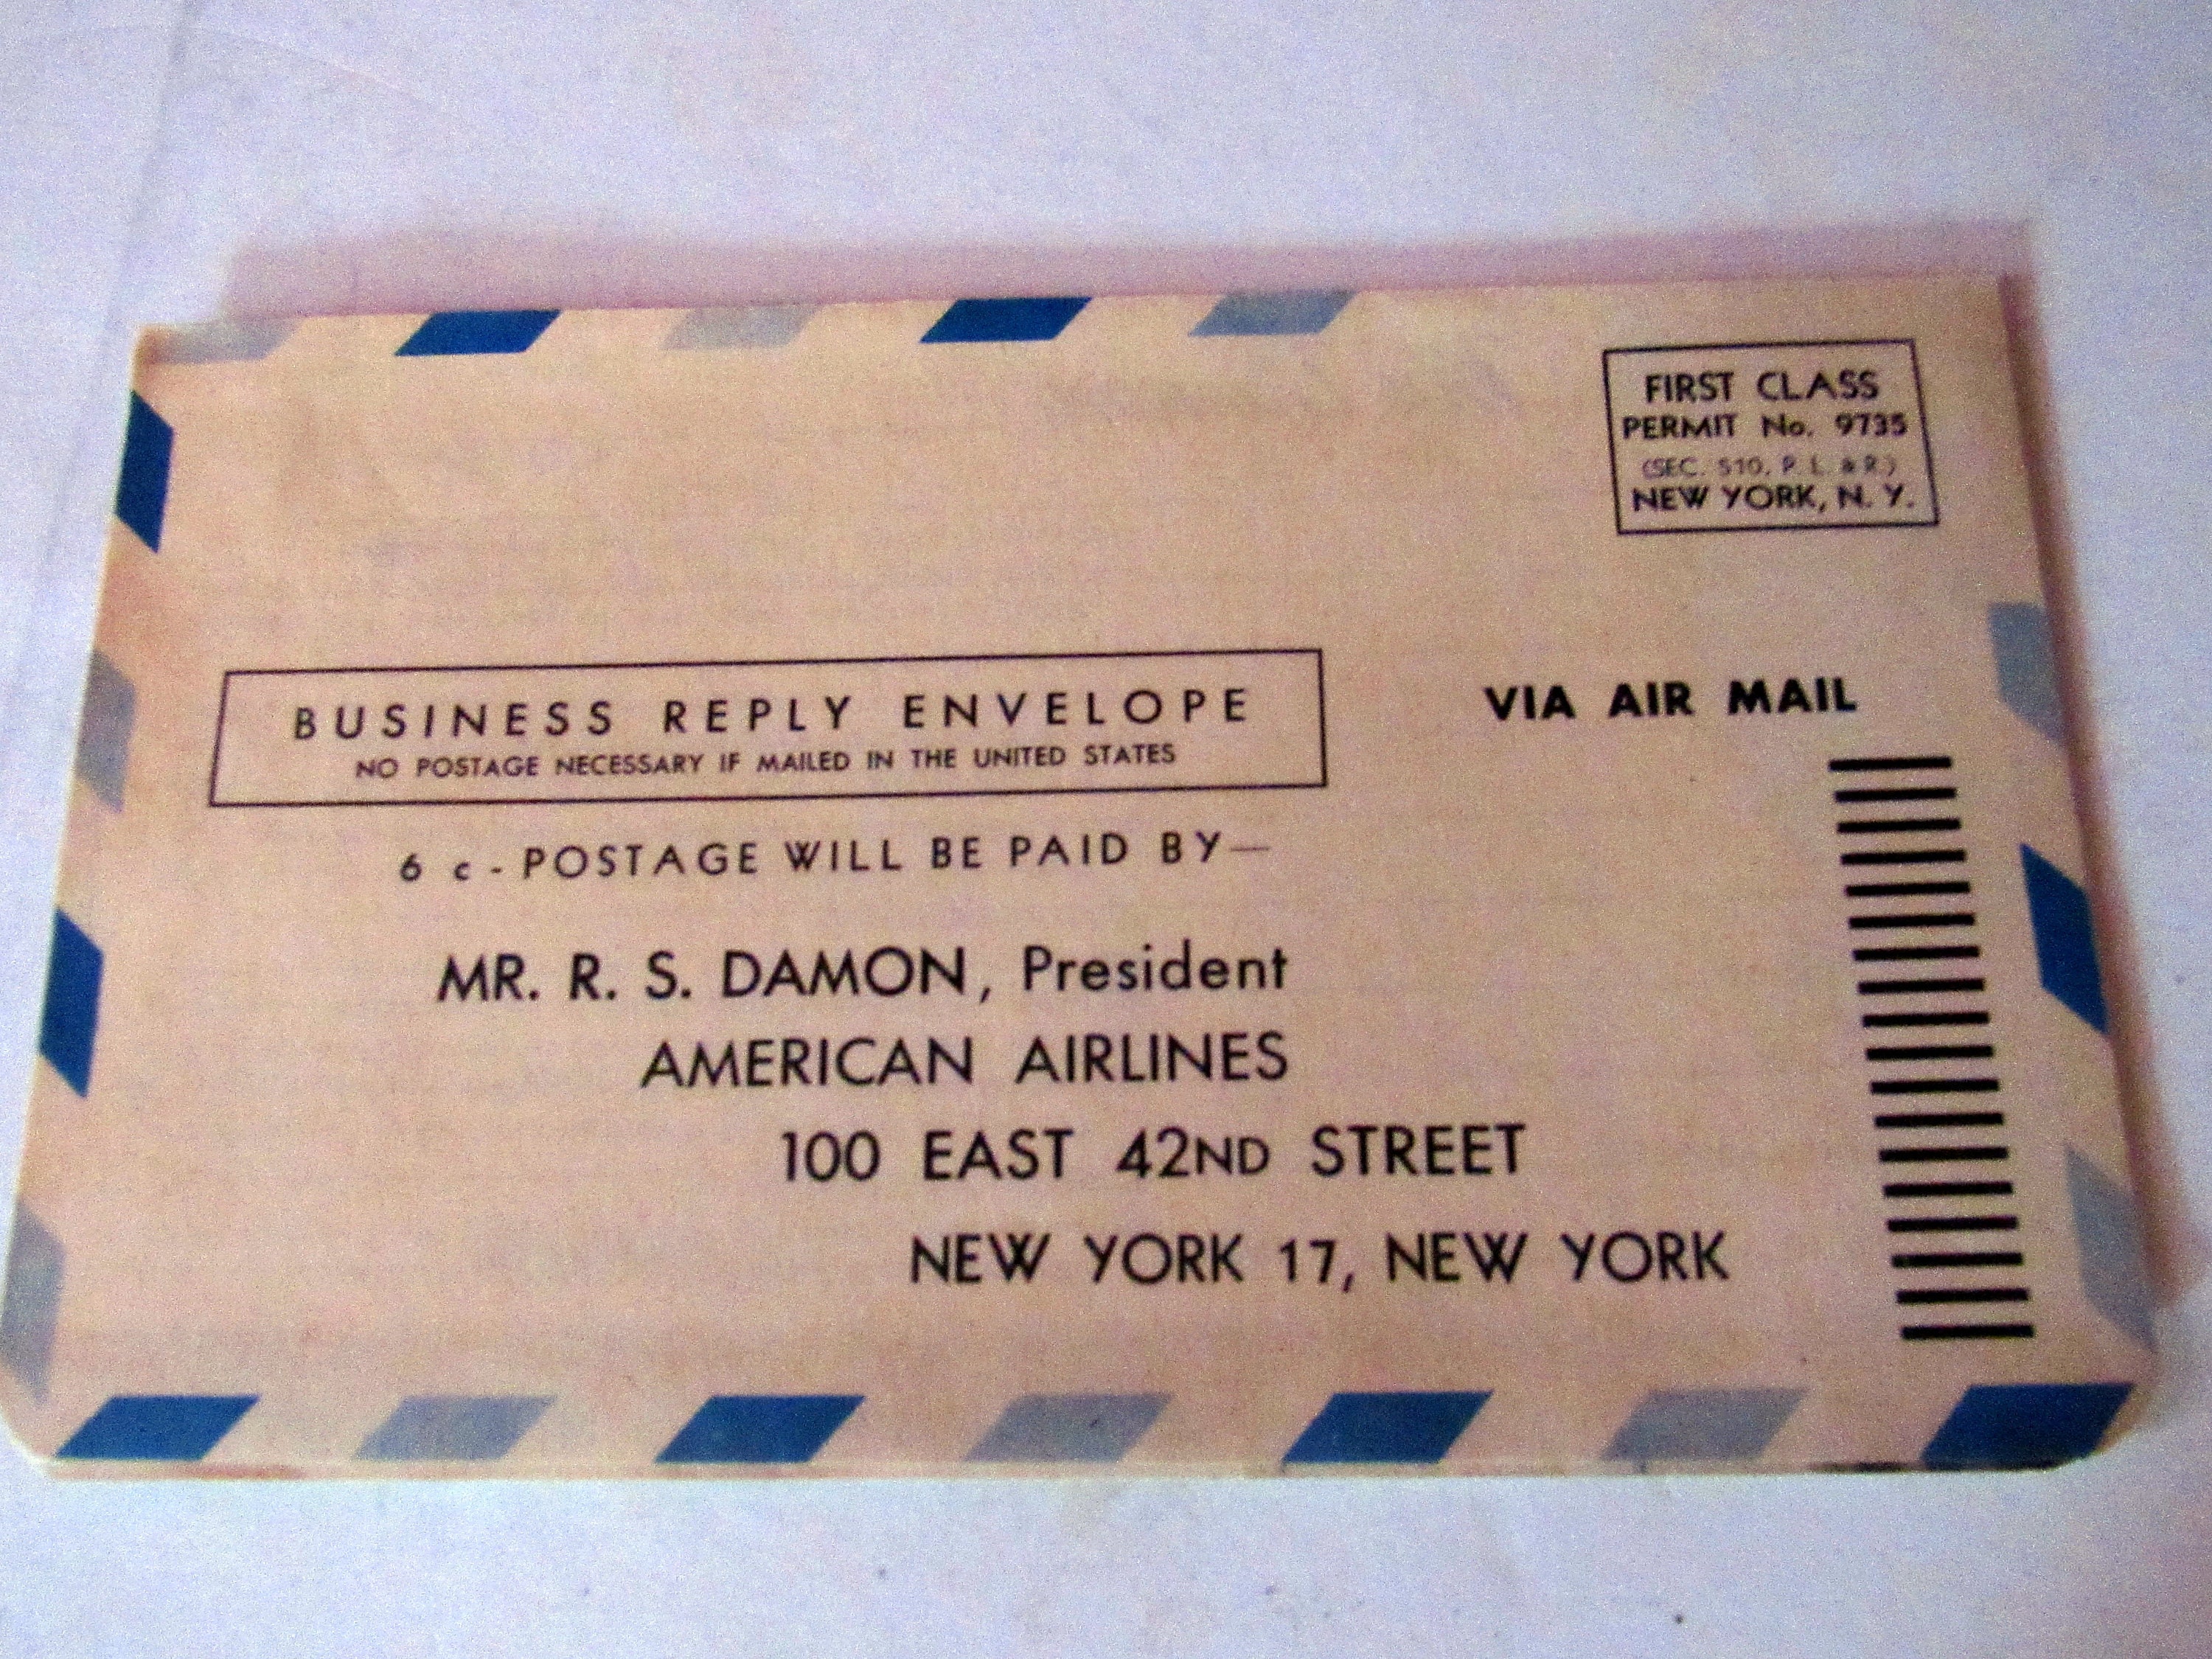 FIRST CLASS
PERMIT No. 9735
(SEC. 510, P. L. & R.)
NEW YORK, N. Y.
BUSINESS REPLY ENVELOPE
NO POSTAGE NECESSARY IF MAILED IN THE UNITED STATES
VIA AIR MAIL
6 c - POSTAGE WILL BE PAID BY—
MR. R. S. DAMON, President
AMERICAN AIRLINES
100 EAST 42ND STREET
NEW YORK 17, NEW YORK